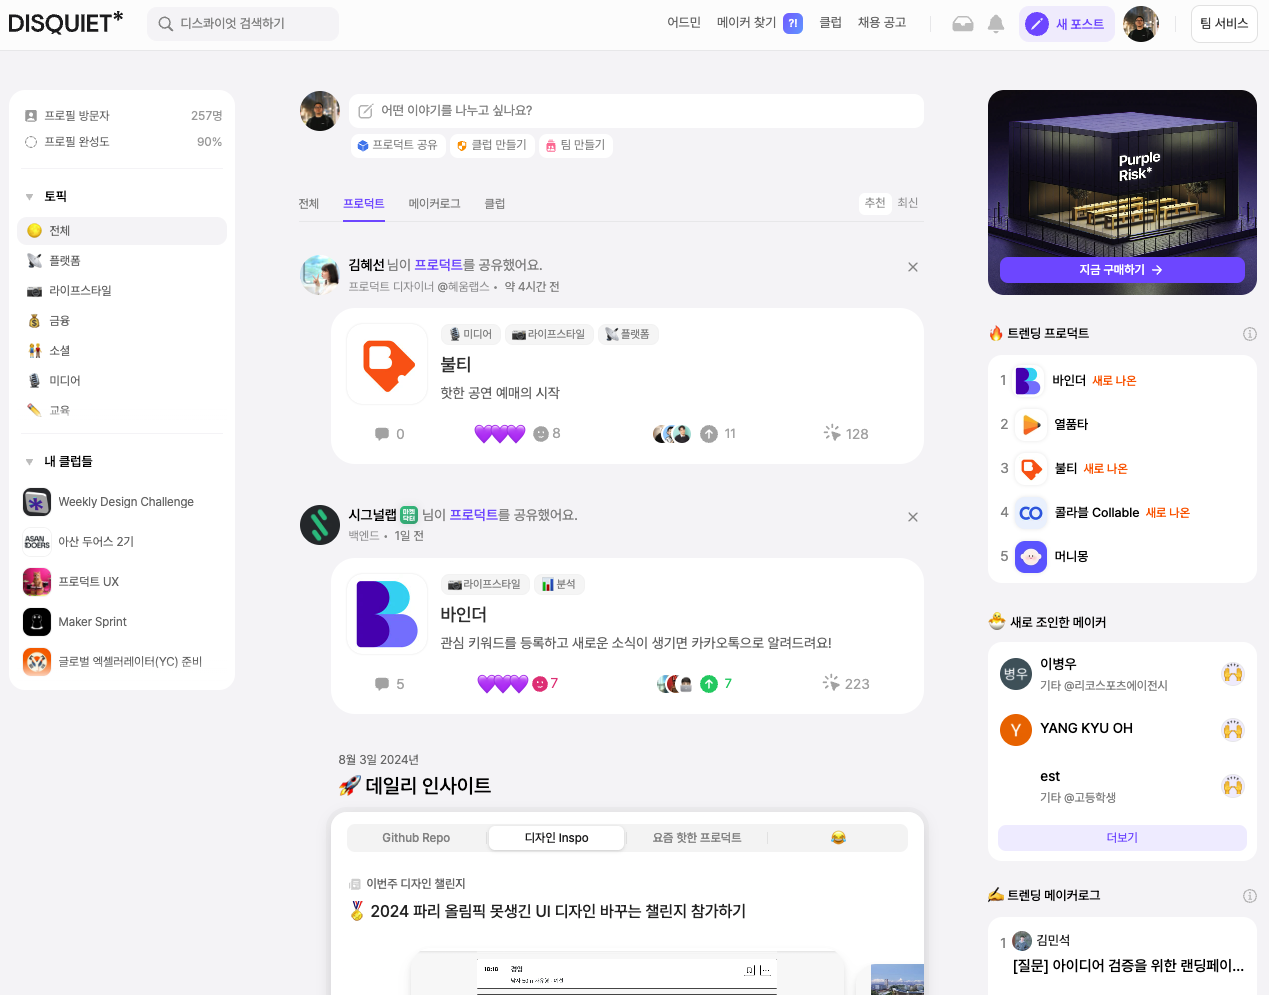 DISQUIET*
디스콰이엇 검색하기
어드민
메이커 찾기
?!
클럽
채용 공고
새 포스트
팀 서비스
프로필 방문자
257명
프로필 완성도
90%
토픽
전체
플랫폼
라이프스타일
금융
소셜
미디어
교육
내 클럽들
Weekly Design Challenge
ASAN DOERS
아산 두어스 2기
프로덕트 UX
Maker Sprint
글로벌 엑셀러레이터(YC) 준비
어떤 이야기를 나누고 싶나요?
프로덕트 공유
클럽 만들기
팀 만들기
전체
프로덕트
메이커로그
클럽
추천
최신
김혜선 님이 프로덕트를 공유했어요.
프로덕트 디자이너 @혜움랩스 • 약 4시간 전
미디어
라이프스타일
플랫폼
불티
핫한 공연 예매의 시작
0
8
11
128
시그널랩 마켓닥터 님이 프로덕트를 공유했어요.
백엔드 • 1일 전
라이프스타일
분석
바인더
관심 키워드를 등록하고 새로운 소식이 생기면 카카오톡으로 알려드려요!
5
7
7
223
8월 3일 2024년
데일리 인사이트
Github Repo
디자인 Inspo
요즘 핫한 프로덕트
이번주 디자인 챌린지
2024 파리 올림픽 못생긴 UI 디자인 바꾸는 챌린지 참가하기
Purple
Risk*
지금 구매하기 →
트렌딩 프로덕트
1 바인더 새로 나온
2 열품타
3 불티 새로 나온
4 콜라블 Collable 새로 나온
5 머니몽
새로 조인한 메이커
병우
이병우
기타 @리코스포츠에이전시
Y
YANG KYU OH
est
기타 @고등학생
더보기
트렌딩 메이커로그
1 김민석
[질문] 아이디어 검증을 위한 랜딩페이...